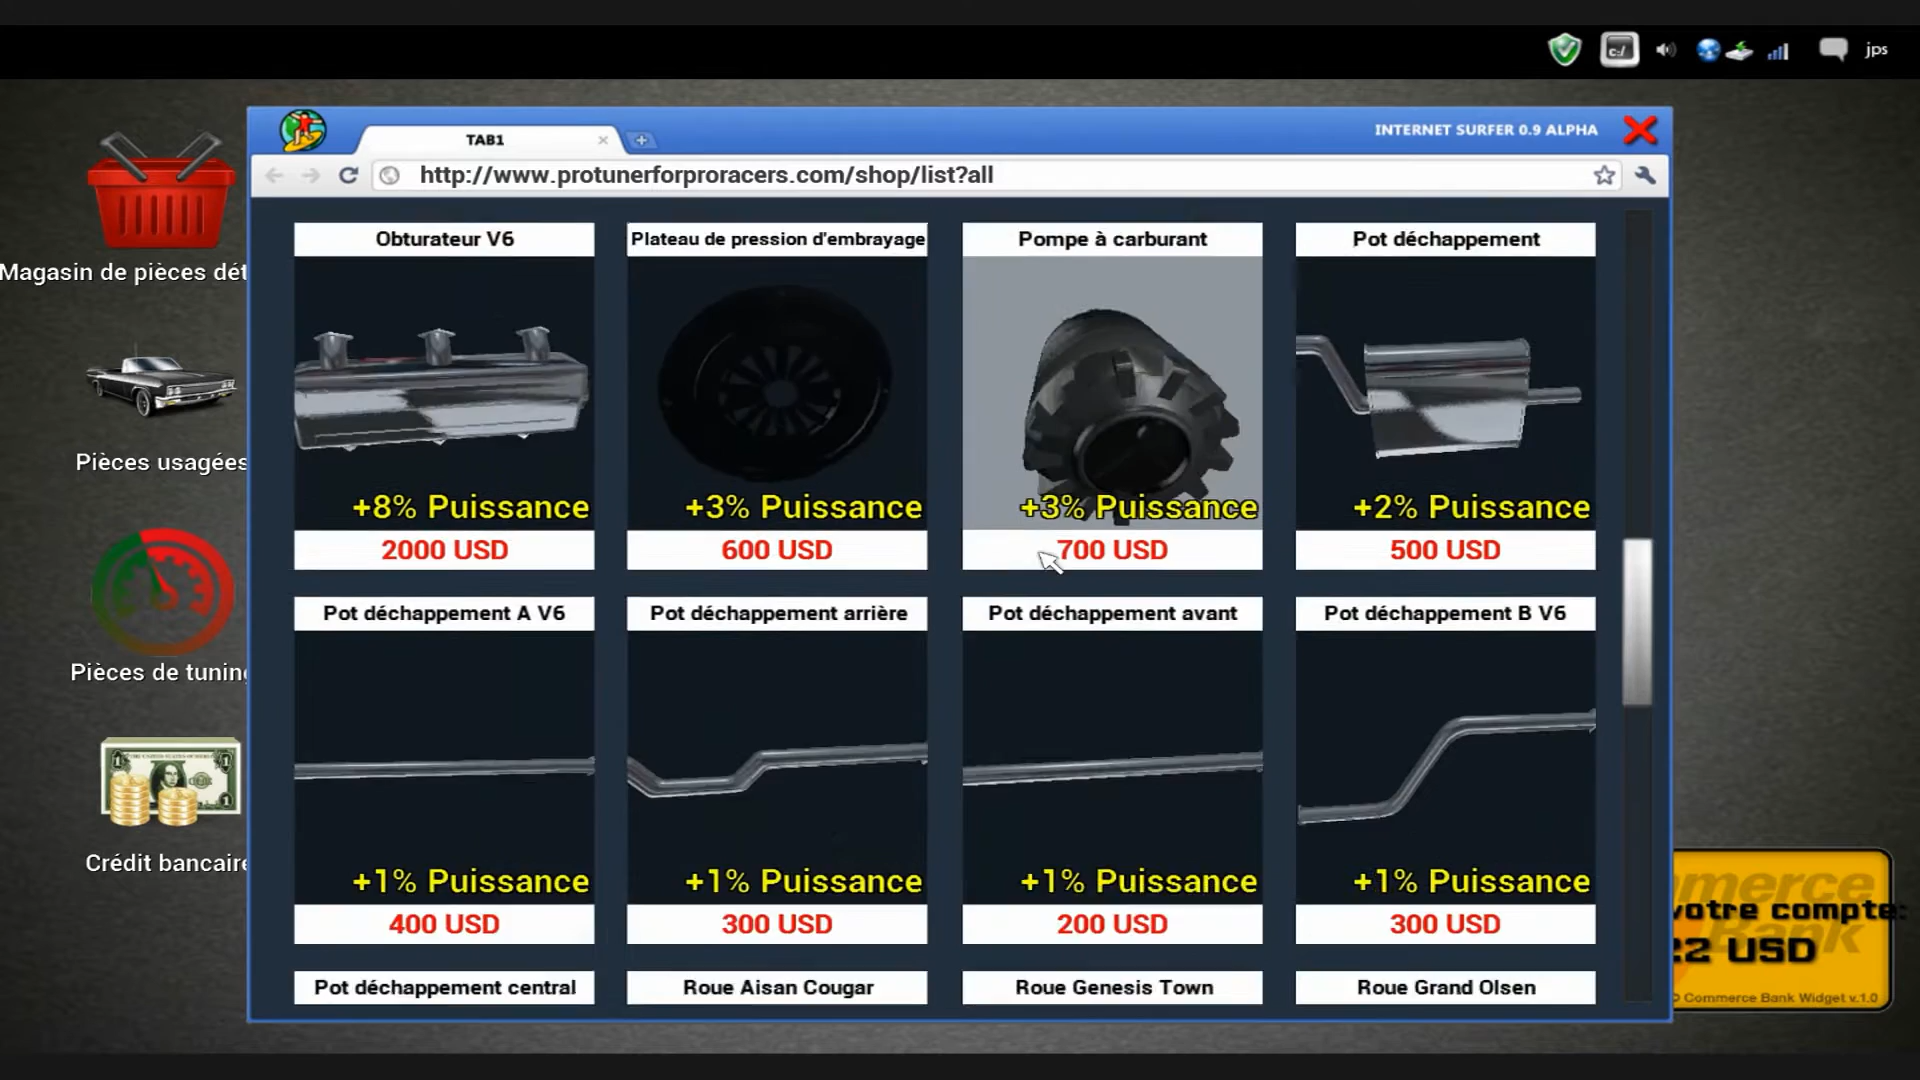 c:/
jps
TAB1
INTERNET SURFER 0.9 ALPHA
http://www.protunerforproracers.com/shop/list?all
Magasin de pièces dét
Pièces usagées
Pièces de tuning
Crédit bancaire
Obturateur V6
Plateau de pression d'embrayage
Pompe à carburant
Pot déchappement
+8% Puissance
+3% Puissance
+3% Puissance
+2% Puissance
2000 USD
600 USD
700 USD
500 USD
Pot déchappement A V6
Pot déchappement arrière
Pot déchappement avant
Pot déchappement B V6
+1% Puissance
+1% Puissance
+1% Puissance
+1% Puissance
400 USD
300 USD
200 USD
300 USD
Pot déchappement central
Roue Aisan Cougar
Roue Genesis Town
Roue Grand Olsen
mmerce
votre compte:
Bank
22 USD
Commerce Bank Widget v.1.0